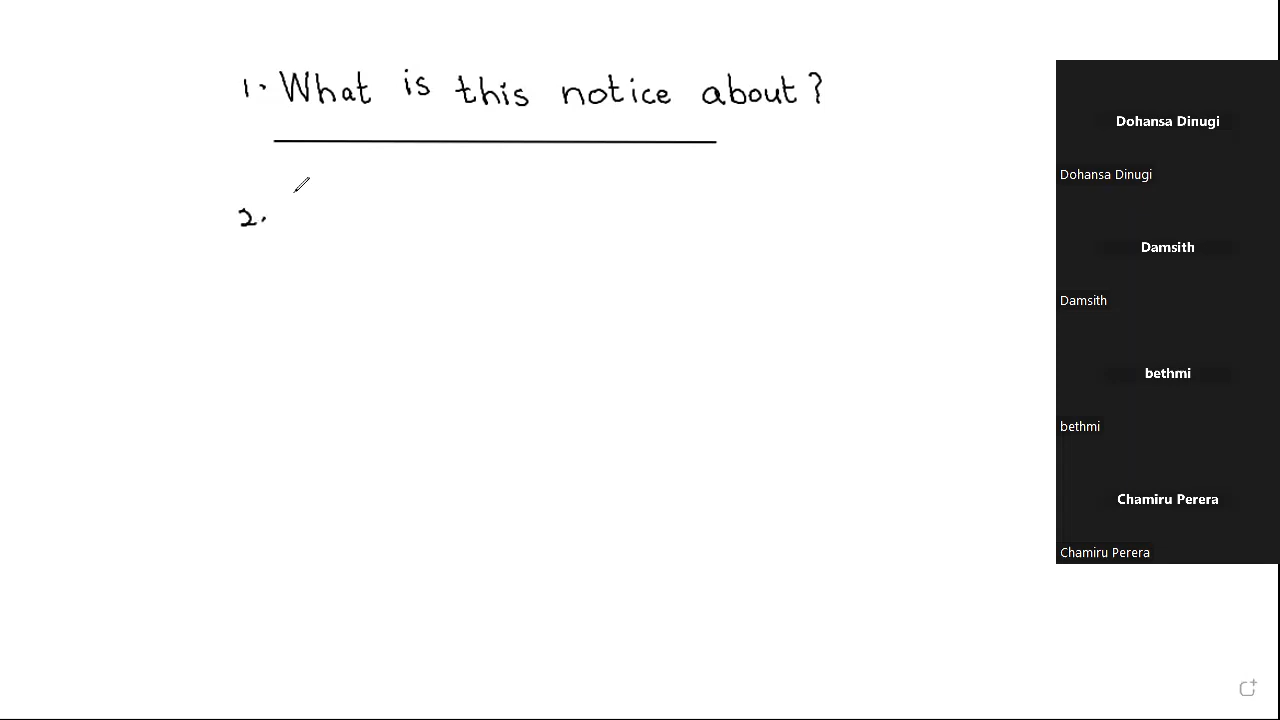 1. What is this notice about?
2.
Dohansa Dinugi
Dohansa Dinugi
Damsith
Damsith
bethmi
bethmi
Chamiru Perera
Chamiru Perera